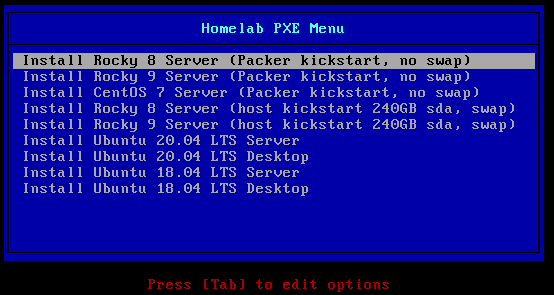 Homelab PXE Menu
Install Rocky 8 Server (Packer kickstart, no swap)
Install Rocky 9 Server (Packer kickstart, no swap)
Install CentOS 7 Server (Packer kickstart, no swap)
Install Rocky 8 Server (host kickstart 240GB sda, swap)
Install Rocky 9 Server (host kickstart 240GB sda, swap)
Install Ubuntu 20.04 LTS Server
Install Ubuntu 20.04 LTS Desktop
Install Ubuntu 18.04 LTS Server
Install Ubuntu 18.04 LTS Desktop
Press [Tab] to edit options